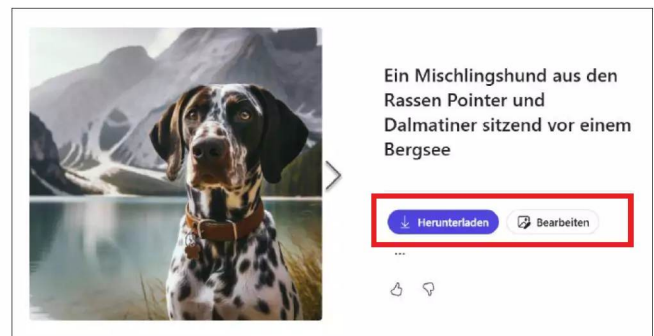 Ein Mischlingshund aus den
Rassen Pointer und
Dalmatiner sitzend vor einem
Bergsee
Herunterladen Bearbeiten
...